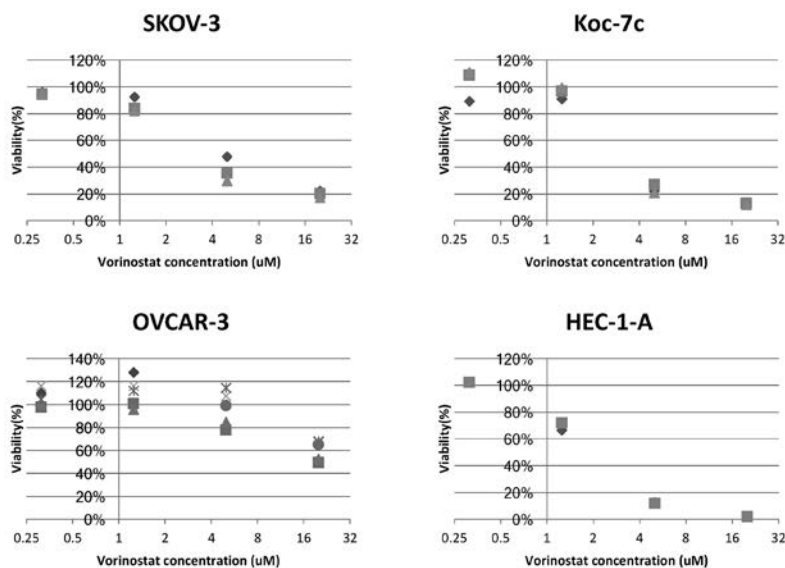 SKOV-3
120%
100%
80%
60%
40%
20%
0%
Viability(%)
0.25 0.5 1 2 4 8 16 32
Vorinostat concentration (uM)
Koc-7c
120%
100%
80%
60%
40%
20%
0%
Viability(%)
0.25 0.5 1 2 4 8 16 32
Vorinostat concentration (uM)
OVCAR-3
140%
120%
100%
80%
60%
40%
20%
0%
Viability(%)
0.25 0.5 1 2 4 8 16 32
Vorinostat concentration (uM)
HEC-1-A
120%
100%
80%
60%
40%
20%
0%
Viability(%)
0.25 0.5 1 2 4 8 16 32
Vorinostat concentration (uM)